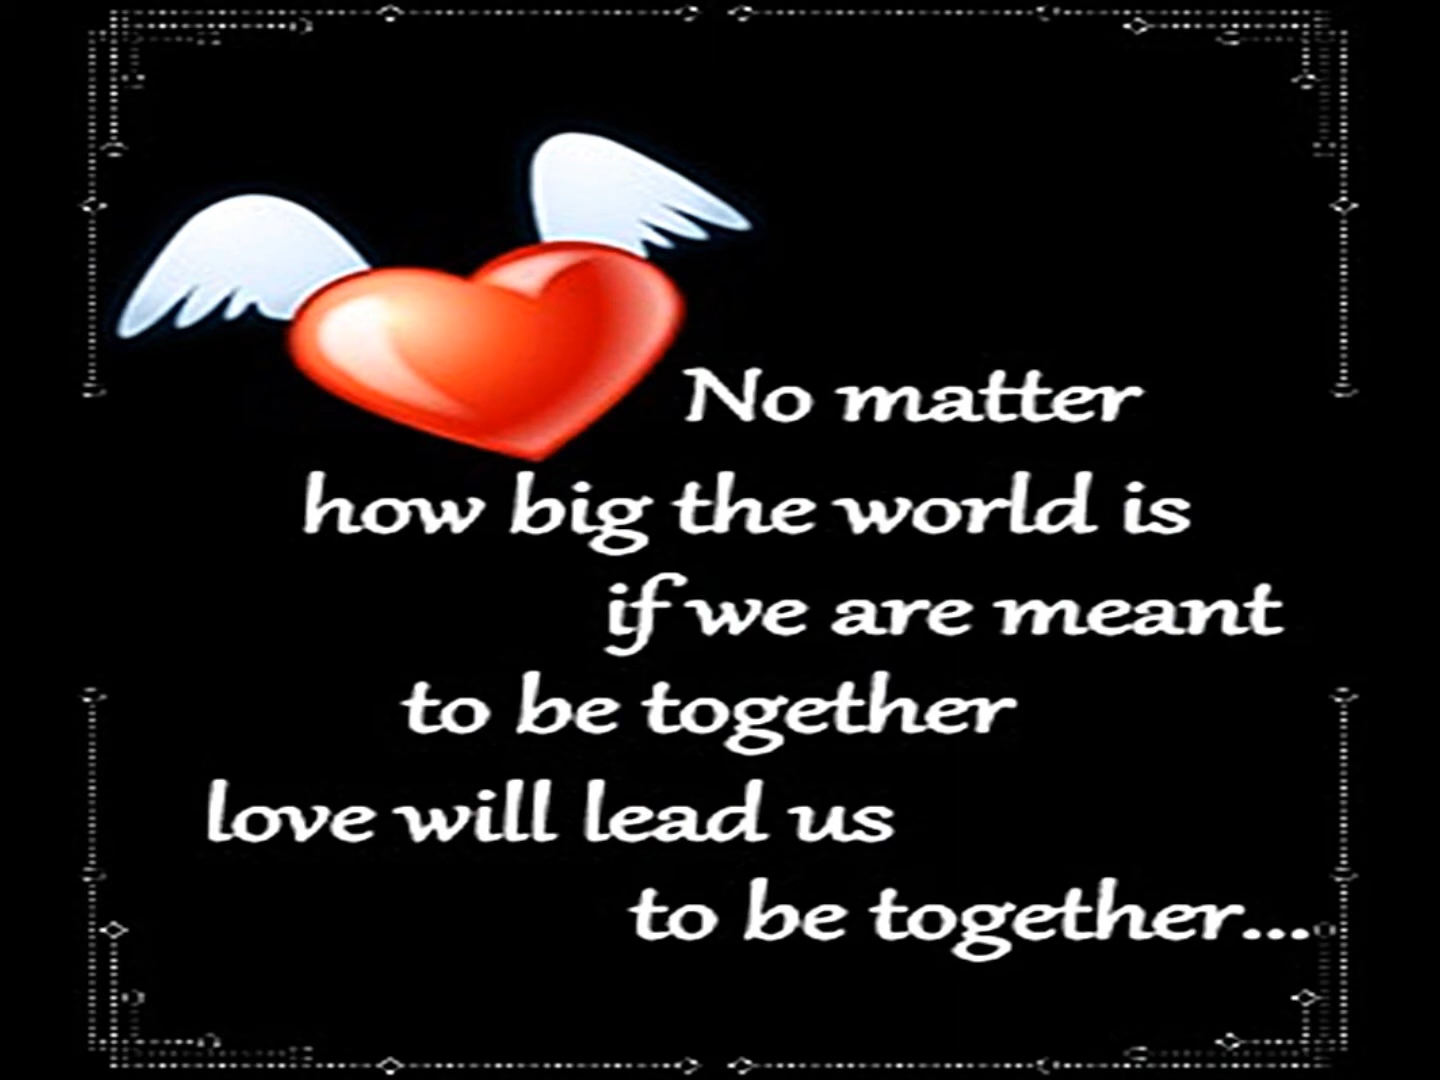 No matter
how big the world is
if we are meant
to be together
love will lead us
to be together...